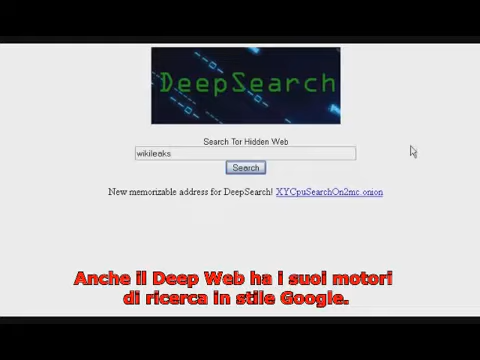 DeepSearch
Search Tor Hidden Web
wikileaks
Search
New memorizable address for DeepSearch! XYCpuSearchOn2mc.onion
Anche il Deep Web ha i suoi motori
di ricerca in stile Google.